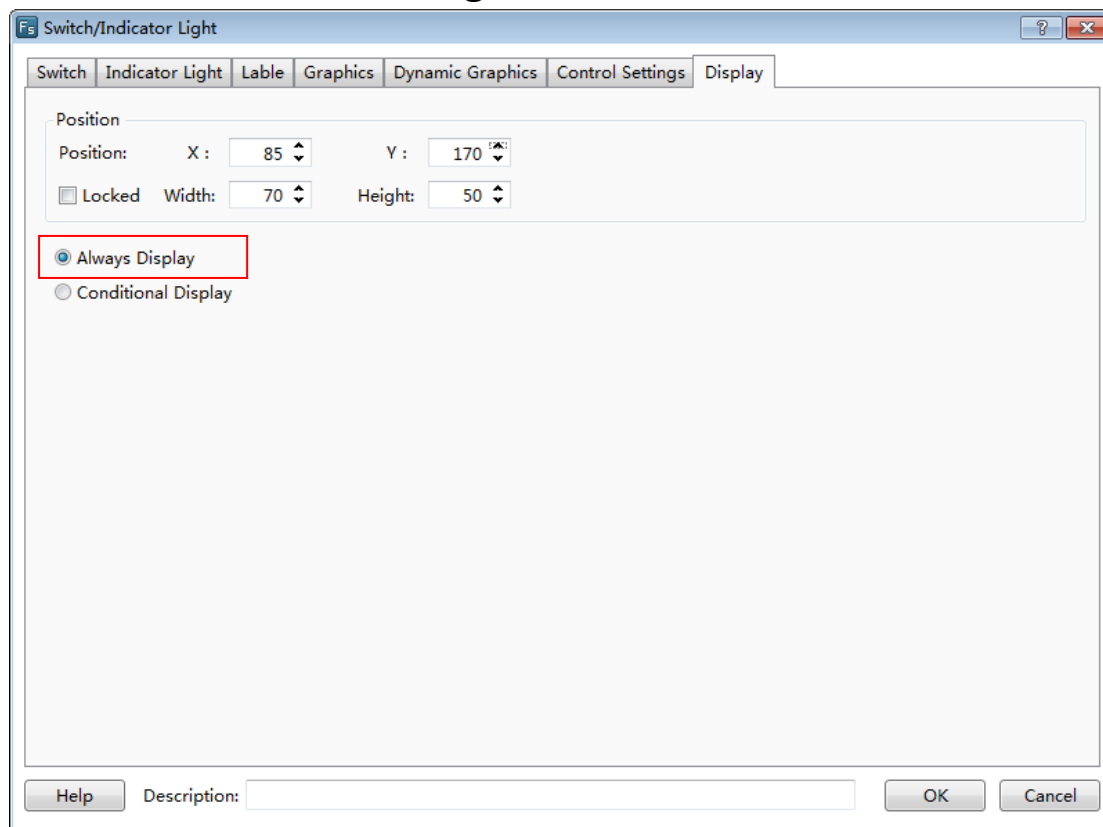 Fs Switch/Indicator Light ?
Switch Indicator Light Lable Graphics Dynamic Graphics Control Settings Display
Position
Position: X : 85 Y : 170
Locked Width: 70 Height: 50
Always Display
Conditional Display
Help Description: OK Cancel